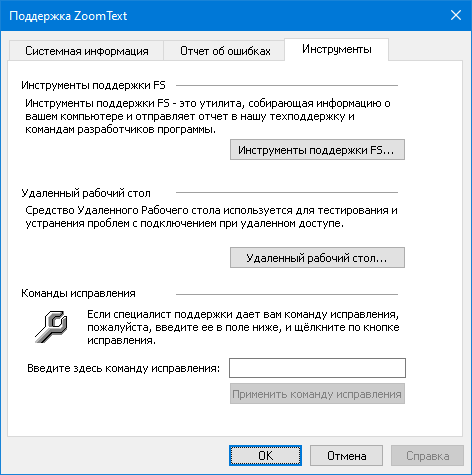 Поддержка ZoomText
Системная информация
Отчет об ошибках
Инструменты
Инструменты поддержки FS
Инструменты поддержки FS - это утилита, собирающая информацию о
вашем компьютере и отправляет отчет в нашу техподдержку и
командам разработчиков программы.
Инструменты поддержки FS...
Удаленный рабочий стол
Средство Удаленного Рабочего стола используется для тестирования и
устранения проблем с подключением при удаленном доступе.
Удаленный рабочий стол...
Команды исправления
Если специалист поддержки дает вам команду исправления,
пожалуйста, введите ее в поле ниже, и щёлкните по кнопке
исправления.
Введите здесь команду исправления:
Применить команду исправления
OK
Отмена
Справка